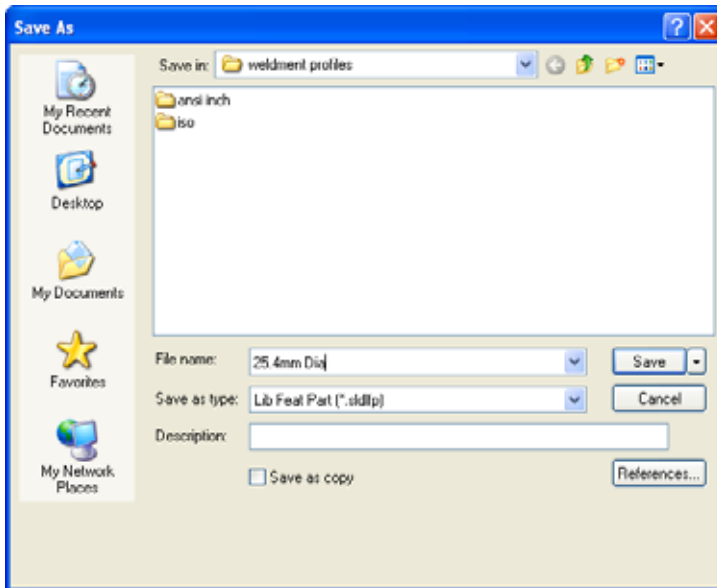 Save As
Save in: weldment profiles
ansi inch
iso
My Recent
Documents
Desktop
My Documents
Favorites
My Network
Places
File name: 25.4mm Dia
Save
Save as type: Lib Feat Part (*.sldlfp)
Cancel
Description:
Save as copy
References...